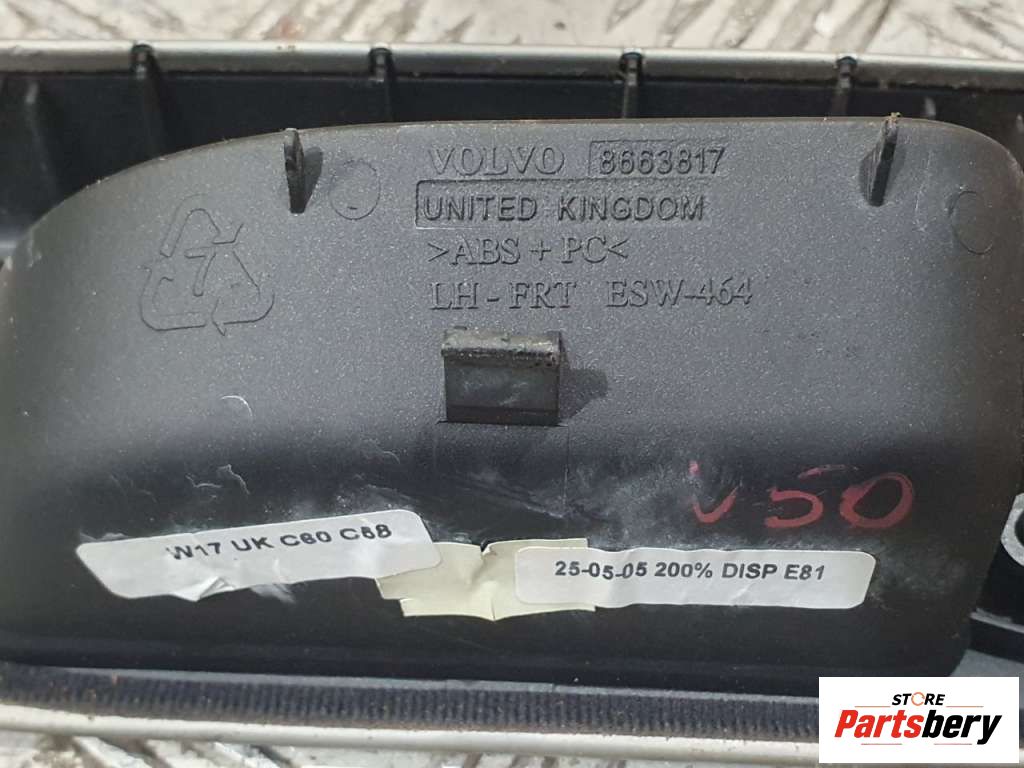 VOLVO 8663817
UNITED KINGDOM
>ABS + PC<
LH - FRT ESW-464
7
V50
W17 UK C60 C68
25-05-05 200% DISP E81
STORE
Partsbery